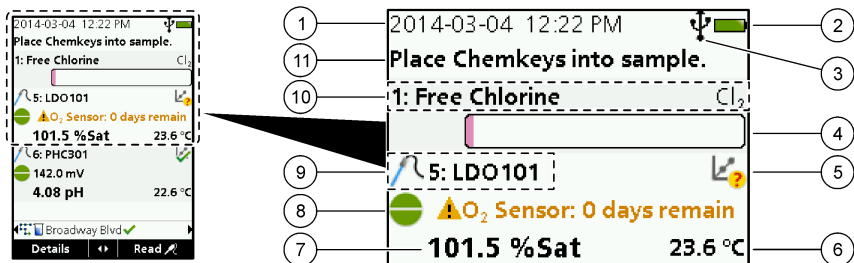 2014-03-04 12:22 PM
Place Chemkeys into sample.
1: Free Chlorine Cl₂
5: LDO101
O₂ Sensor: 0 days remain
101.5 %Sat 23.6 °C
6: PHC301
142.0 mV
4.08 pH 22.6 °C
Broadway Blvd
Details Read
1 2014-03-04 12:22 PM 2
3
11 Place Chemkeys into sample.
10 1: Free Chlorine Cl₂
4
9 5: LDO101 ? 5
8 O₂ Sensor: 0 days remain
7 101.5 %Sat 23.6 °C 6